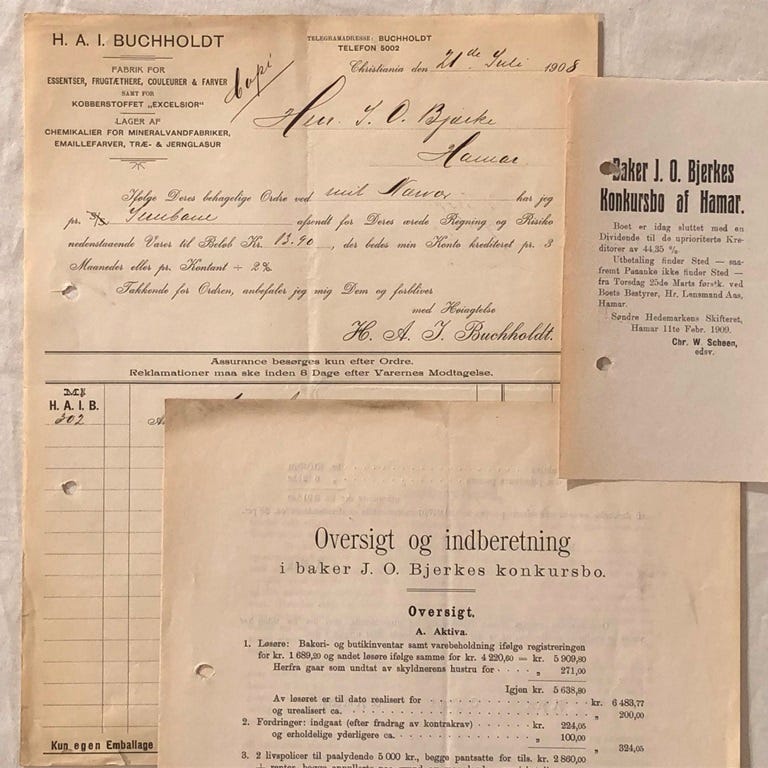 H. A. I. BUCHHOLDT
FABRIK FOR
ESSENTSER, FRUGTÆTHERE, COULEURER & FARVER
SAMT FOR
KOBBERSTOFFET „EXCELSIOR"
LAGER AF
CHEMIKALIER FOR MINERALVANDFABRIKER,
EMAILLEFARVER, TRÆ- & JERNGLASUR
Copi
TELEGRAMADRESSE: BUCHHOLDT
TELEFON 5002
Christiania den 21de Juli 1908
Herr. J. O. Bjerke
Hamar
Ifølge Deres behagelige Ordre ved mit Nærvær har jeg
pr. S/S Jernbane afsendt for Deres ærede Regning og Risiko
nedenstaaende Varer til Beløb Kr. 13.90, der bedes min Konto krediteret pr. 3
Maaneder eller pr. Kontant ÷ 2%
Takkende for Ordren, anbefaler jeg mig Dem og forbliver
med Høiagtelse
H. A. I. Buchholdt.
Assurance besørges kun efter Ordre.
Reklamationer maa ske inden 8 Dage efter Varernes Modtagelse.
Mrk
H. A. I. B.
302
Kun egen Emballage
Baker J. O. Bjerkes
Konkursbo af Hamar.
Boet er idag sluttet med en
Dividende til de uprioriterte Kre-
ditorer av 44,35 %
Utbetaling finder Sted — saa-
fremt Paaanke ikke finder Sted —
fra Torsdag 25de Marts førstk. ved
Boets Bestyrer, Hr. Lensmand Aas,
Hamar.
Søndre Hedemarkens Skifteret,
Hamar 11te Febr. 1909.
Chr. W. Scheen,
edsv.
Oversigt og indberetning
i baker J. O. Bjerkes konkursbo.
Oversigt.
A. Aktiva.
1. Løsøre: Bakeri- og butikinventar samt varebeholdning ifølge registreringen
for kr. 1 689,20 og andet løsøre ifølge samme for kr. 4 220,60 = kr. 5 909,80
Herfra gaar som undtat av skyldnerens hustru for · · · · · „ 271,00
Igjen kr. 5 638,80
Av løsøret er til dato realisert for · · · · · kr. 6 483,77
og urealisert ca. · · · · · „ 200,00
2. Fordringer: indgaat (efter fradrag av kontrakrav) · · · kr. 224,05
og erholdelige yderligere ca. · · · · · „ 100,00
„ 324,05
3. 2 livspolicer til paalydende 5 000 kr., begge pantsatte for tils. kr. 2 860,00